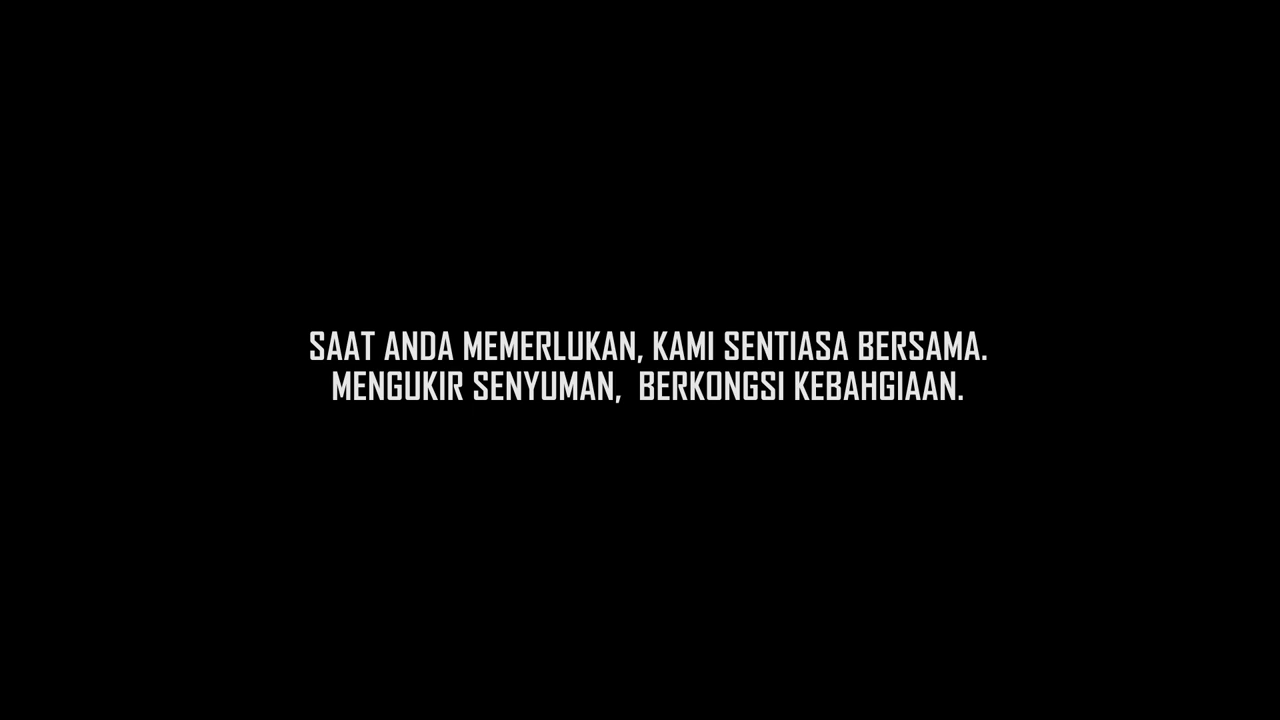 SAAT ANDA MEMERLUKAN, KAMI SENTIASA BERSAMA.
MENGUKIR SENYUMAN, BERKONGSI KEBAHGIAAN.